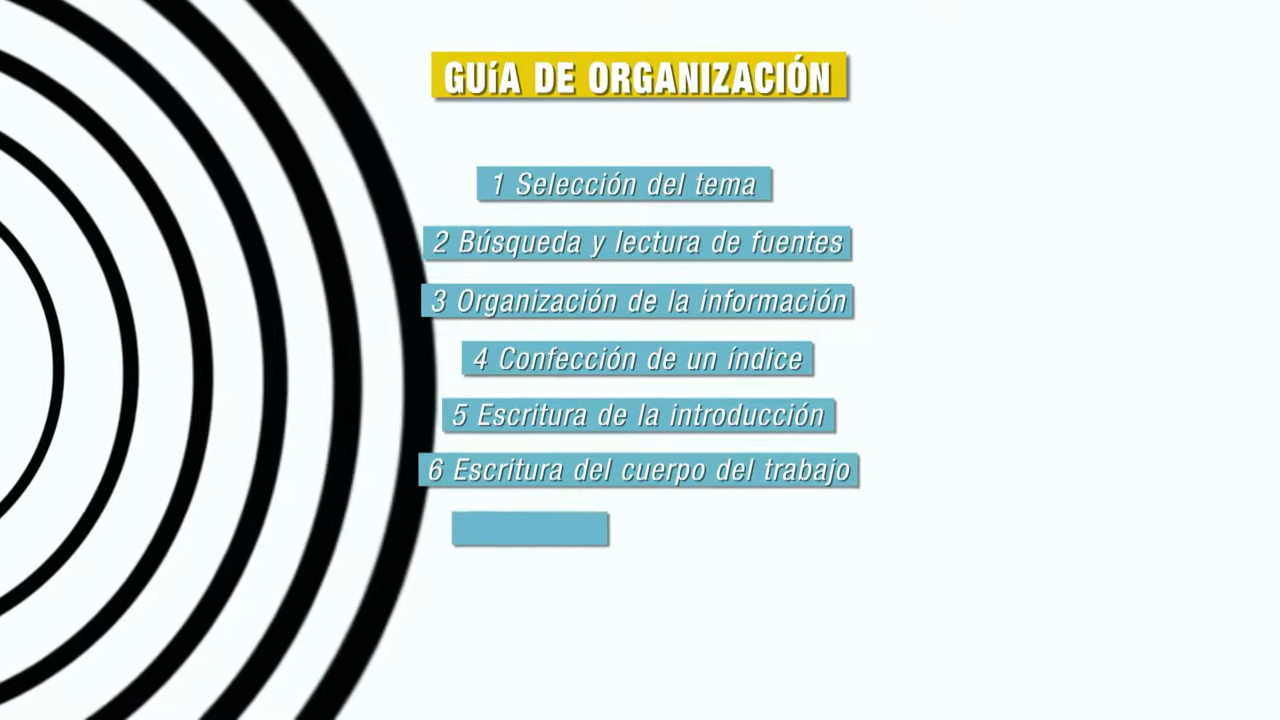 GUíA DE ORGANIZACIÓN
1 Selección del tema
2 Búsqueda y lectura de fuentes
3 Organización de la información
4 Confección de un índice
5 Escritura de la introducción
6 Escritura del cuerpo del trabajo